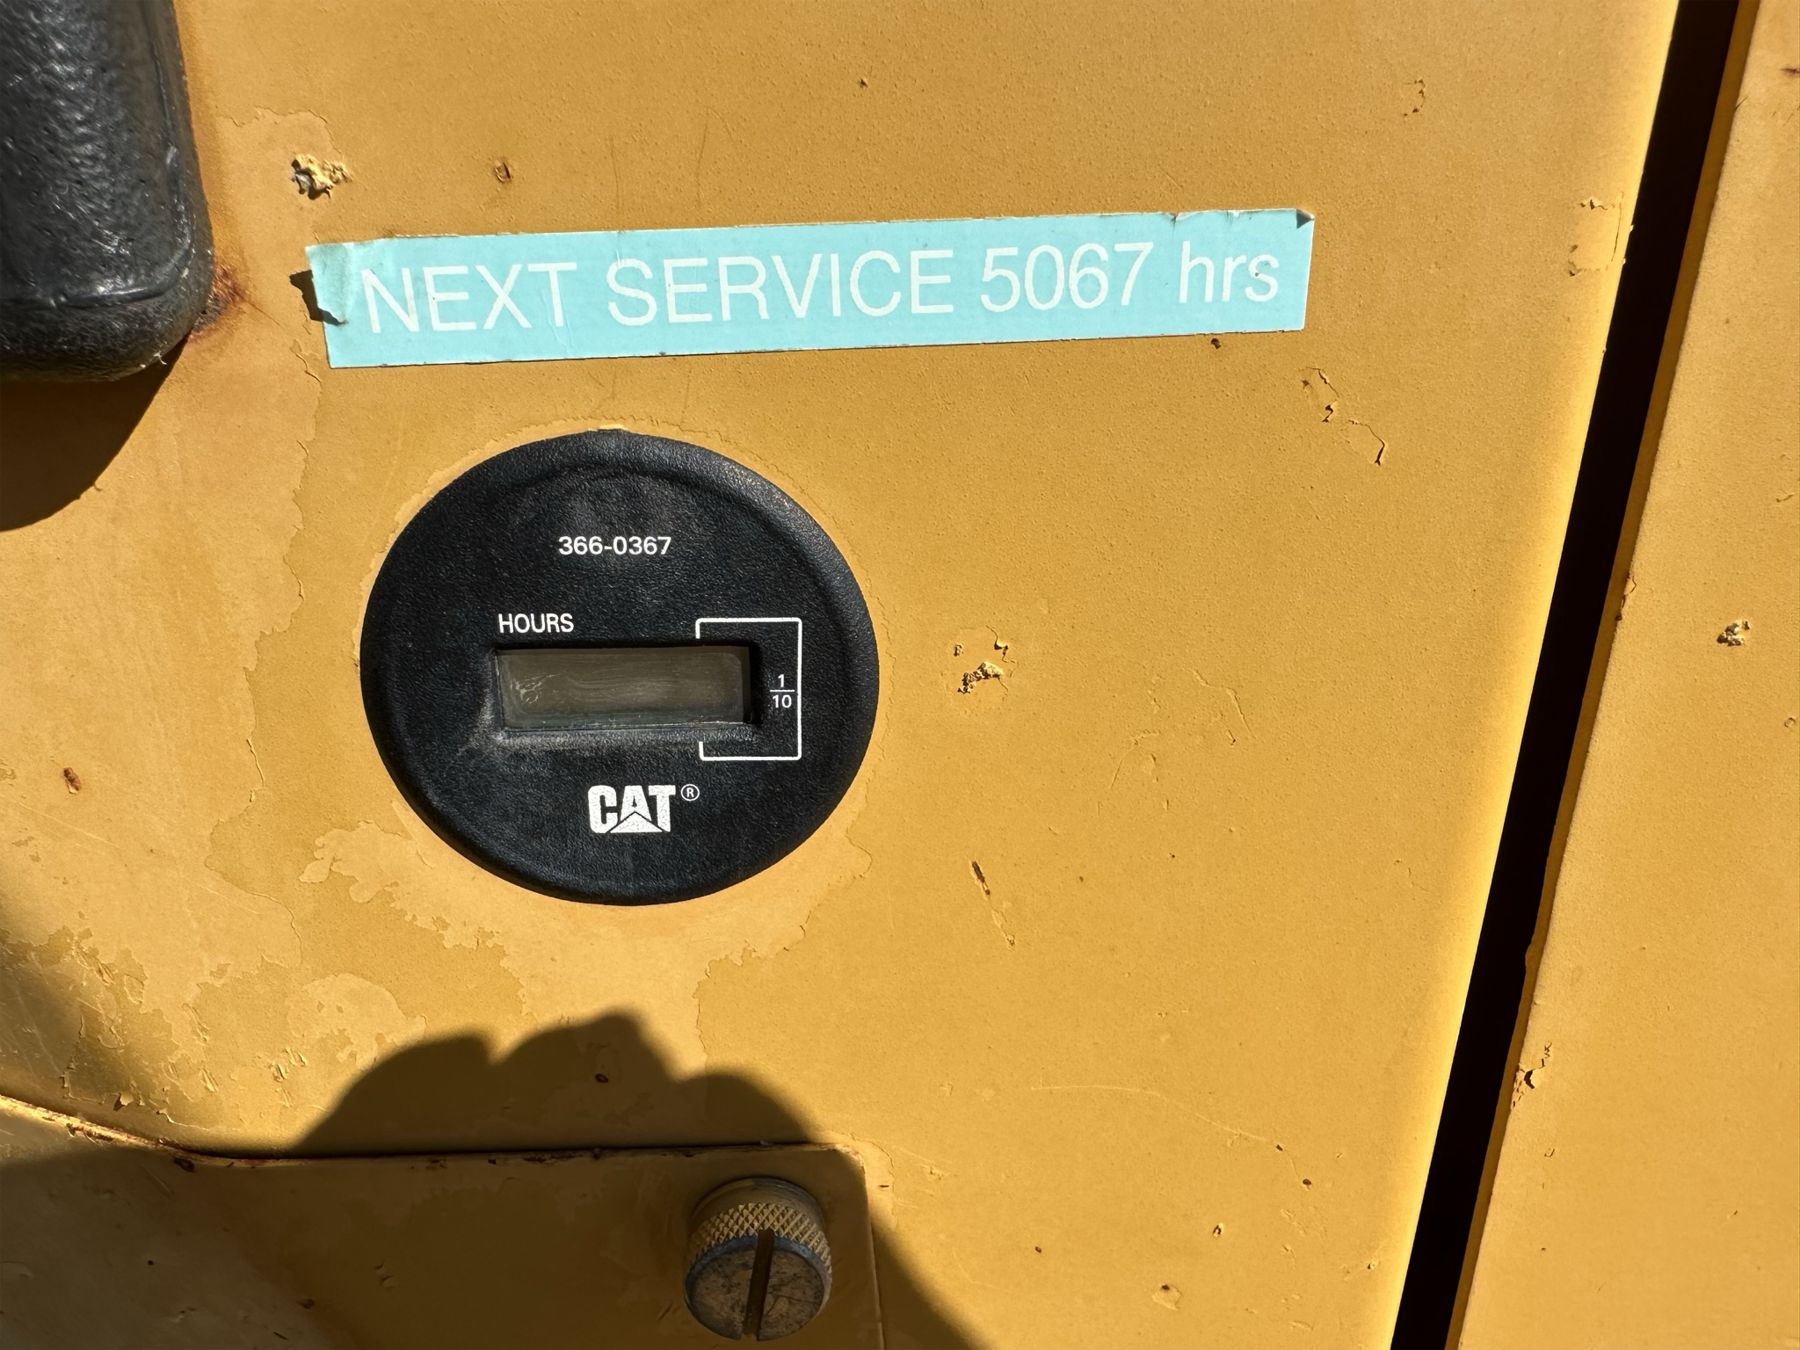 NEXT SERVICE 5067 hrs
366-0367
HOURS
1
10
CAT®